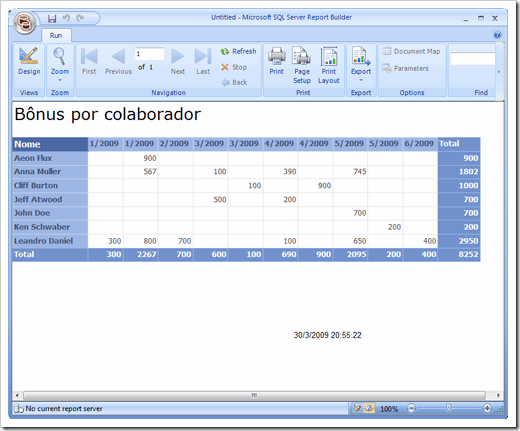 Untitled - Microsoft SQL Server Report Builder
Run
Design
Views
Zoom
Zoom
First
Previous
1
of 1
Next
Last
Refresh
Stop
Back
Navigation
Print
Page Setup
Print Layout
Print
Export
Export
Document Map
Parameters
Options
Find
Bônus por colaborador
Nome 1/2009 1/2009 2/2009 3/2009 3/2009 4/2009 4/2009 5/2009 5/2009 6/2009 Total
Aeon Flux 900 900
Anna Muller 567 100 390 745 1802
Cliff Burton 100 900 1000
Jeff Atwood 500 200 700
John Doe 700 700
Ken Schwaber 200 200
Leandro Daniel 300 800 700 100 650 400 2950
Total 300 2267 700 600 100 690 900 2095 200 400 8252
30/3/2009 20:55:22
No current report server
100%